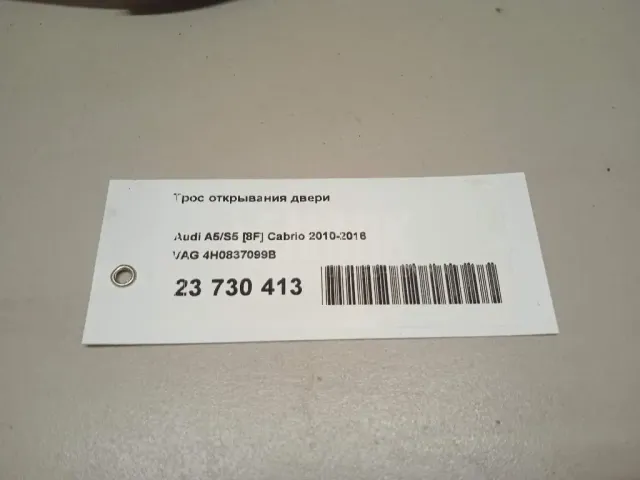 Трос открывания двери
Audi A5/S5 [8F] Cabrio 2010-2016
VAG 4H0837099B
23 730 413